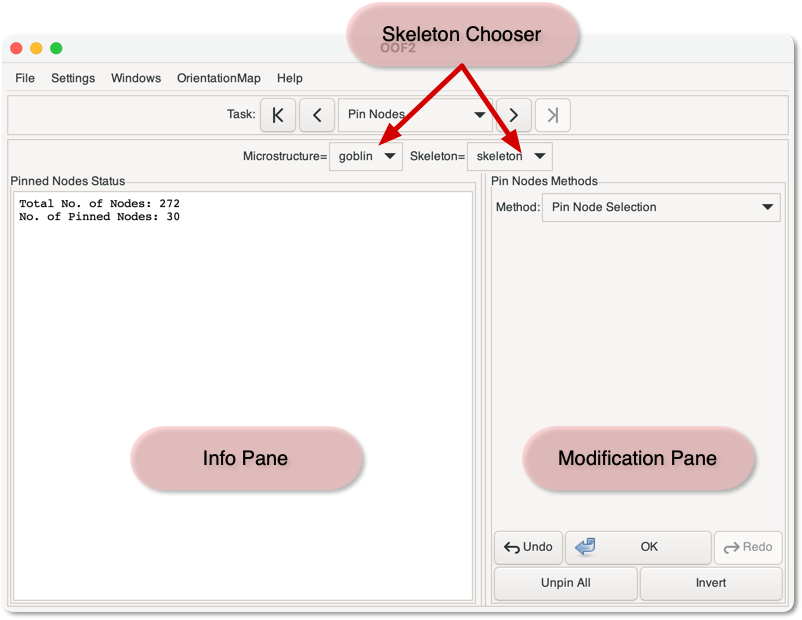 Skeleton Chooser
OOF2
File Settings Windows OrientationMap Help
Task: Pin Nodes
Microstructure= goblin Skeleton= skeleton
Pinned Nodes Status
Total No. of Nodes: 272
No. of Pinned Nodes: 30
Info Pane
Pin Nodes Methods
Method: Pin Node Selection
Modification Pane
Undo OK Redo
Unpin All Invert